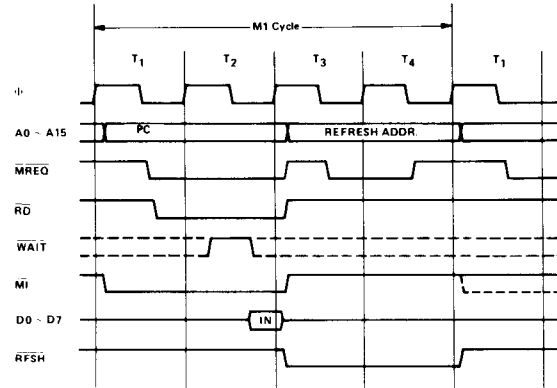 M1 Cycle
T1 T2 T3 T4 T1
Φ
A0 ~ A15 PC REFRESH ADDR.
MREQ
RD
WAIT
M1
D0 ~ D7 IN
RFSH